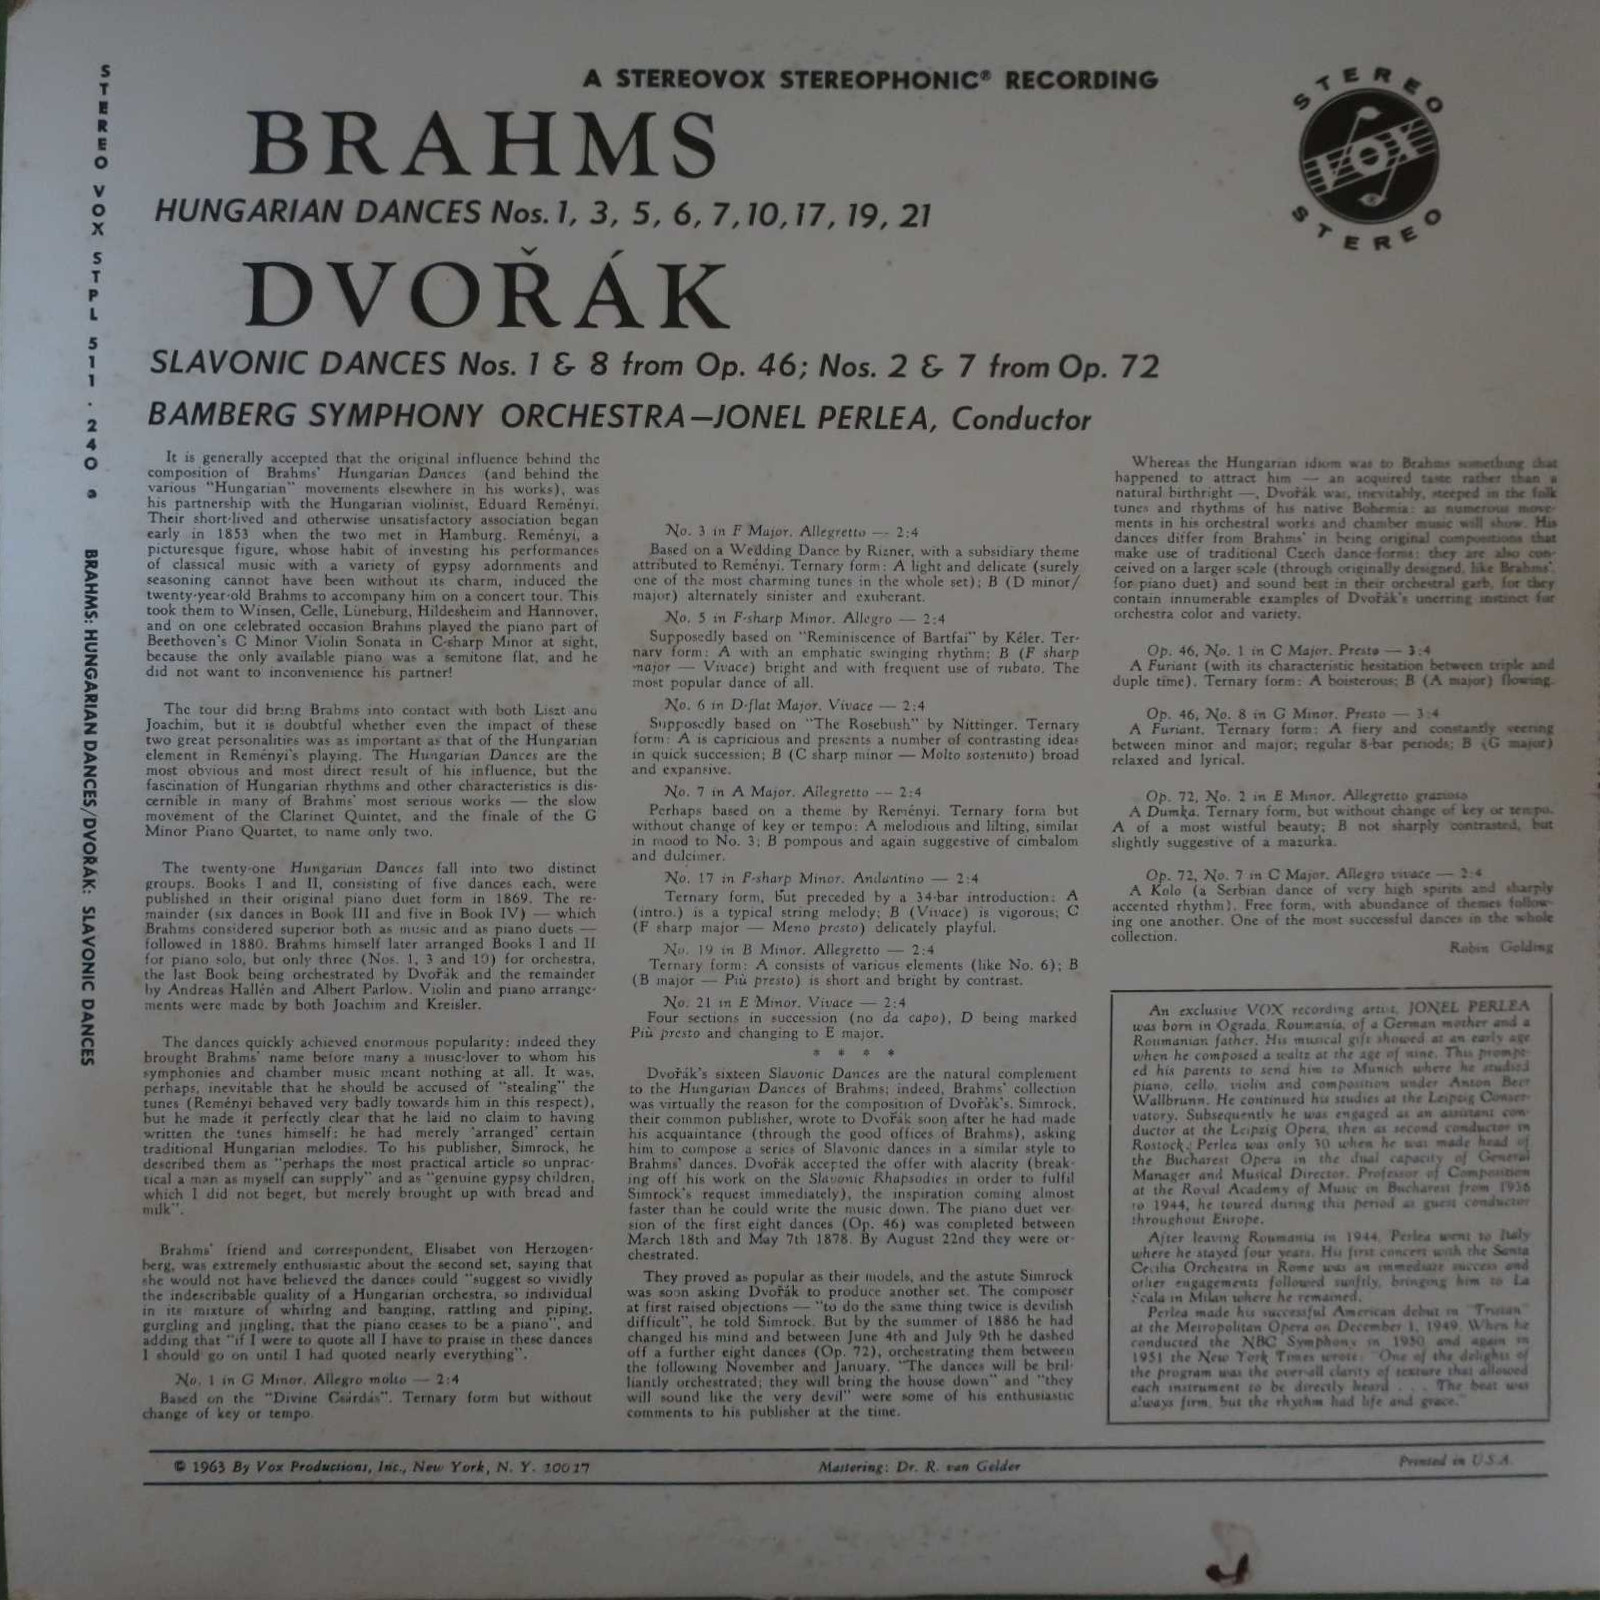 A STEREOVOX STEREOPHONIC® RECORDING
STEREO
VOX
STEREO
BRAHMS
HUNGARIAN DANCES Nos. 1, 3, 5, 6, 7, 10, 17, 19, 21
DVOŘÁK
SLAVONIC DANCES Nos. 1 & 8 from Op. 46; Nos. 2 & 7 from Op. 72
BAMBERG SYMPHONY ORCHESTRA—JONEL PERLEA, Conductor
STEREO VOX STPL 511.240 a BRAHMS: HUNGARIAN DANCES/DVORÁK: SLAVONIC DANCES
It is generally accepted that the original influence behind the
composition of Brahms' Hungarian Dances (and behind the
various "Hungarian" movements elsewhere in his works), was
his partnership with the Hungarian violinist, Eduard Reményi.
Their short-lived and otherwise unsatisfactory association began
early in 1853 when the two met in Hamburg. Reményi, a
picturesque figure, whose habit of investing his performances
of classical music with a variety of gypsy adornments and
seasoning cannot have been without its charm, induced the
twenty-year-old Brahms to accompany him on a concert tour. This
took them to Winsen, Celle, Lüneburg, Hildesheim and Hannover,
and on one celebrated occasion Brahms played the piano part of
Beethoven's C Minor Violin Sonata in C-sharp Minor at sight,
because the only available piano was a semitone flat, and he
did not want to inconvenience his partner!
The tour did bring Brahms into contact with both Liszt and
Joachim, but it is doubtful whether even the impact of these
two great personalities was as important as that of the Hungarian
element in Reményi's playing. The Hungarian Dances are the
most obvious and most direct result of his influence, but the
fascination of Hungarian rhythms and other characteristics is dis-
cernible in many of Brahms' most serious works — the slow
movement of the Clarinet Quintet, and the finale of the G
Minor Piano Quartet, to name only two.
The twenty-one Hungarian Dances fall into two distinct
groups. Books I and II, consisting of five dances each, were
published in their original piano duet form in 1869. The re-
mainder (six dances in Book III and five in Book IV) — which
Brahms considered superior both as music and as piano duets —
followed in 1880. Brahms himself later arranged Books I and II
for piano solo, but only three (Nos. 1, 3 and 10) for orchestra,
the last Book being orchestrated by Dvořák and the remainder
by Andreas Hallén and Albert Parlow. Violin and piano arrange-
ments were made by both Joachim and Kreisler.
The dances quickly achieved enormous popularity: indeed they
brought Brahms' name before many a music-lover to whom his
symphonies and chamber music meant nothing at all. It was,
perhaps, inevitable that he should be accused of "stealing" the
tunes (Reményi behaved very badly towards him in this respect),
but he made it perfectly clear that he laid no claim to having
written the tunes himself: he had merely 'arranged' certain
traditional Hungarian melodies. To his publisher, Simrock, he
described them as "perhaps the most practical article so unprac-
tical a man as myself can supply" and as "genuine gypsy children,
which I did not beget, but merely brought up with bread and
milk".
Brahms' friend and correspondent, Elisabet von Herzogen-
berg, was extremely enthusiastic about the second set, saying that
she would not have believed the dances could "suggest so vividly
the indescribable quality of a Hungarian orchestra, so individual
in its mixture of whirlng and banging, rattling and piping,
gurgling and jingling, that the piano ceases to be a piano", and
adding that "if I were to quote all I have to praise in these dances
I should go on until I had quoted nearly everything".
No. 1 in G Minor. Allegro molto — 2:4
Based on the "Divine Csárdás". Ternary form but without
change of key or tempo.
No. 3 in F Major. Allegretto — 2:4
Based on a Wedding Dance by Rizner, with a subsidiary theme
attributed to Reményi. Ternary form: A light and delicate (surely
one of the most charming tunes in the whole set); B (D minor/
major) alternately sinister and exuberant.
No. 5 in F-sharp Minor. Allegro — 2:4
Supposedly based on "Reminiscence of Bartfai" by Kéler. Ter-
nary form: A with an emphatic swinging rhythm; B (F sharp
major — Vivace) bright and with frequent use of rubato. The
most popular dance of all.
No. 6 in D-flat Major. Vivace — 2:4
Supposedly based on "The Rosebush" by Nittinger. Ternary
form: A is capricious and presents a number of contrasting ideas
in quick succession; B (C sharp minor — Molto sostenuto) broad
and expansive.
No. 7 in A Major. Allegretto — 2:4
Perhaps based on a theme by Reményi. Ternary form but
without change of key or tempo: A melodious and lilting, similar
in mood to No. 3; B pompous and again suggestive of cimbalom
and dulcimer.
No. 17 in F-sharp Minor. Andantino — 2:4
Ternary form, but preceded by a 34-bar introduction: A
(intro.) is a typical string melody; B (Vivace) is vigorous; C
(F sharp major — Meno presto) delicately playful.
No. 19 in B Minor. Allegretto — 2:4
Ternary form: A consists of various elements (like No. 6); B
(B major — Più presto) is short and bright by contrast.
No. 21 in E Minor. Vivace — 2:4
Four sections in succession (no da capo), D being marked
Più presto and changing to E major.
* * * *
Dvořák's sixteen Slavonic Dances are the natural complement
to the Hungarian Dances of Brahms; indeed, Brahms' collection
was virtually the reason for the composition of Dvořák's. Simrock,
their common publisher, wrote to Dvořák soon after he had made
his acquaintance (through the good offices of Brahms), asking
him to compose a series of Slavonic dances in a similar style to
Brahms' dances. Dvořák accepted the offer with alacrity (break-
ing off his work on the Slavonic Rhapsodies in order to fulfil
Simrock's request immediately), the inspiration coming almost
faster than he could write the music down. The piano duet ver-
sion of the first eight dances (Op. 46) was completed between
March 18th and May 7th 1878. By August 22nd they were or-
chestrated.
They proved as popular as their models, and the astute Simrock
was soon asking Dvořák to produce another set. The composer
at first raised objections — "to do the same thing twice is devilish
difficult", he told Simrock. But by the summer of 1886 he had
changed his mind and between June 4th and July 9th he dashed
off a further eight dances (Op. 72), orchestrating them between
the following November and January. "The dances will be bril-
liantly orchestrated; they will bring the house down" and "they
will sound like the very devil" were some of his enthusiastic
comments to his publisher at the time.
Whereas the Hungarian idiom was to Brahms something that
happened to attract him — an acquired taste rather than a
natural birthright —, Dvořák was, inevitably, steeped in the folk
tunes and rhythms of his native Bohemia: as numerous move-
ments in his orchestral works and chamber music will show. His
dances differ from Brahms' in being original compositions that
make use of traditional Czech dance-forms; they are also con-
ceived on a larger scale (through originally designed, like Brahms',
for piano duet) and sound best in their orchestral garb, for they
contain innumerable examples of Dvořák's unerring instinct for
orchestra color and variety.
Op. 46, No. 1 in C Major. Presto — 3:4
A Furiant (with its characteristic hesitation between triple and
duple time). Ternary form: A boisterous; B (A major) flowing.
Op. 46, No. 8 in G Minor. Presto — 3:4
A Furiant. Ternary form: A fiery and constantly veering
between minor and major; regular 8-bar periods; B (G major)
relaxed and lyrical.
Op. 72, No. 2 in E Minor. Allegretto grazioso
A Dumka. Ternary form, but without change of key or tempo.
A of a most wistful beauty; B not sharply contrasted, but
slightly suggestive of a mazurka.
Op. 72, No. 7 in C Major. Allegro vivace — 2:4
A Kolo (a Serbian dance of very high spirits and sharply
accented rhythm). Free form, with abundance of themes follow-
ing one another. One of the most successful dances in the whole
collection.
Robin Golding
An exclusive VOX recording artist, JONEL PERLEA
was born in Ograda, Roumania, of a German mother and a
Roumanian father. His musical gift showed at an early age
when he composed a waltz at the age of nine. This prompt-
ed his parents to send him to Munich where he studied
piano, cello, violin and composition under Anton Beer
Wallbrunn. He continued his studies at the Leipzig Conser-
vatory. Subsequently he was engaged as an assistant con-
ductor at the Leipzig Opera, then as second conductor in
Rostock; Perlea was only 30 when he was made head of
the Bucharest Opera in the dual capacity of General
Manager and Musical Director. Professor of Composition
at the Royal Academy of Music in Bucharest from 1936
to 1944, he toured during this period as guest conductor
throughout Europe.
After leaving Roumania in 1944, Perlea went to Italy
where he stayed four years. His first concert with the Santa
Cecilia Orchestra in Rome was an immediate success and
other engagements followed swiftly, bringing him to La
Scala in Milan where he remained.
Perlea made his successful American debut in "Tristan"
at the Metropolitan Opera on December 1, 1949. When he
conducted the NBC Symphony in 1950 and again in
1951 the New York Times wrote: "One of the delights of
the program was the over-all clarity of texture that allowed
each instrument to be directly heard . . . The beat was
always firm, but the rhythm had life and grace."
© 1963 By Vox Productions, Inc., New York, N. Y. 10017
Mastering: Dr. R. van Gelder
Printed in U.S.A.